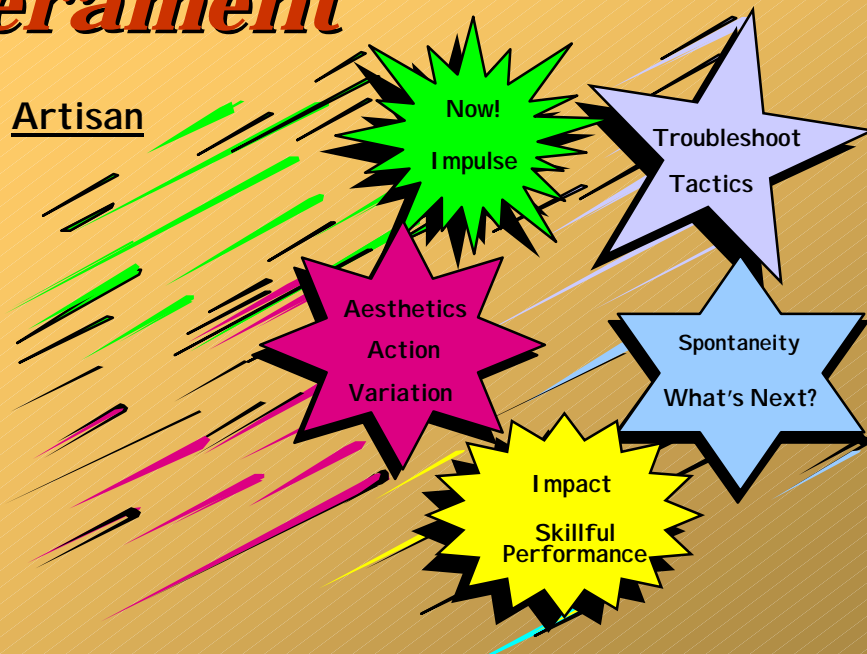 erament
Artisan
Now!
Impulse
Troubleshoot
Tactics
Aesthetics
Action
Variation
Spontaneity
What's Next?
Impact
Skillful
Performance